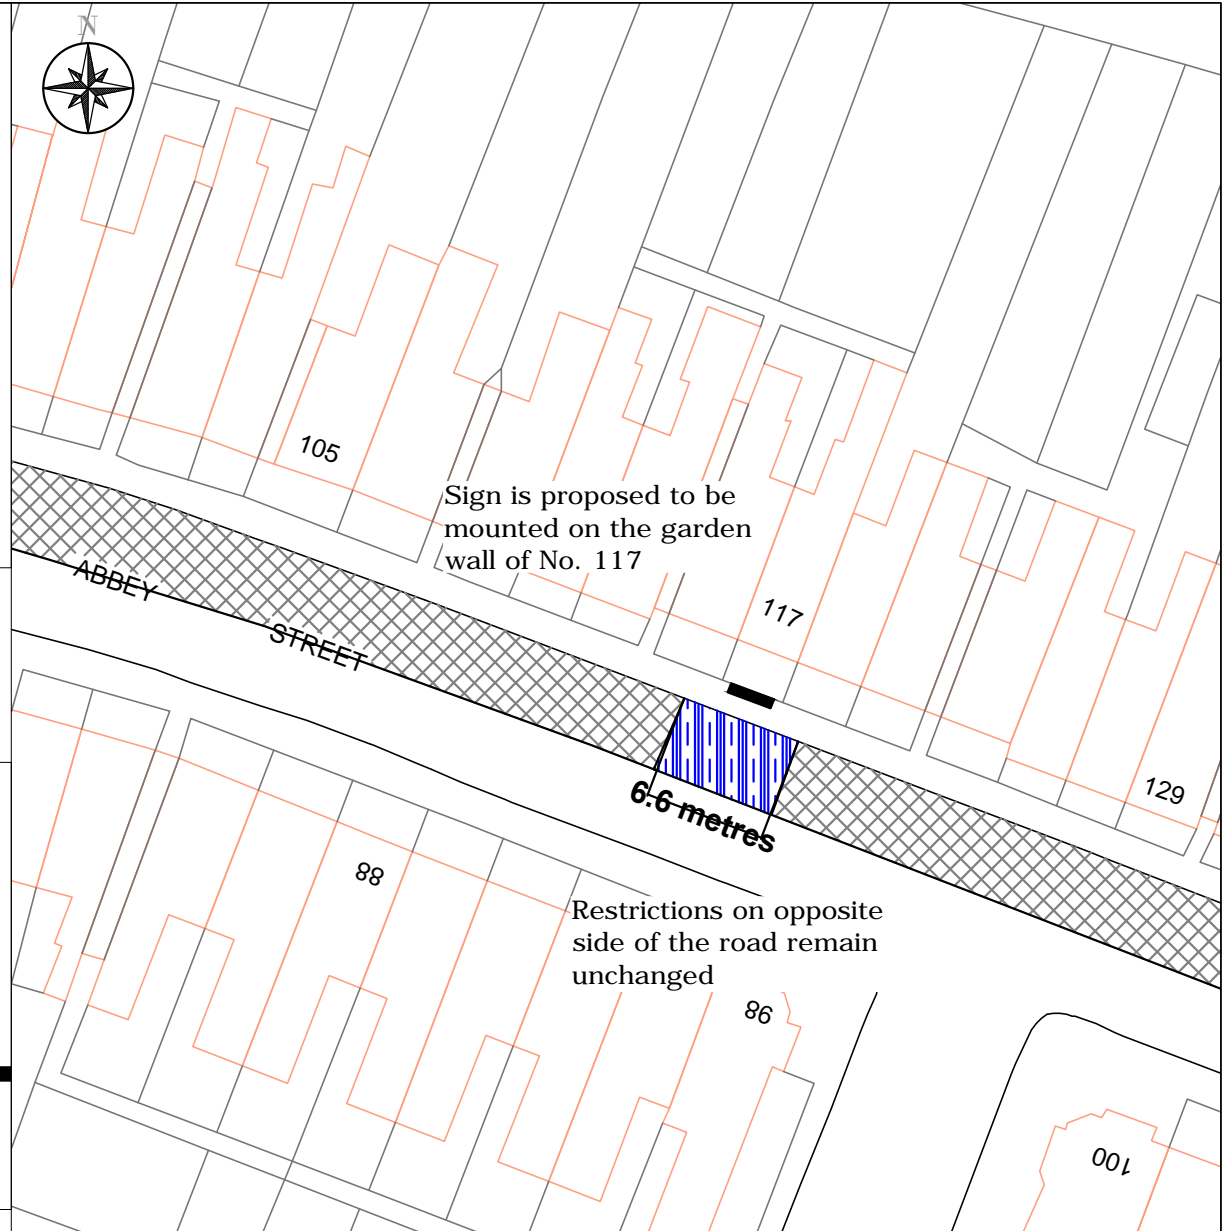 N
105
Sign is proposed to be
mounted on the garden
wall of No. 117
ABBEY
STREET
117
129
6.6 metres
88
Restrictions on opposite
side of the road remain
unchanged
98
100